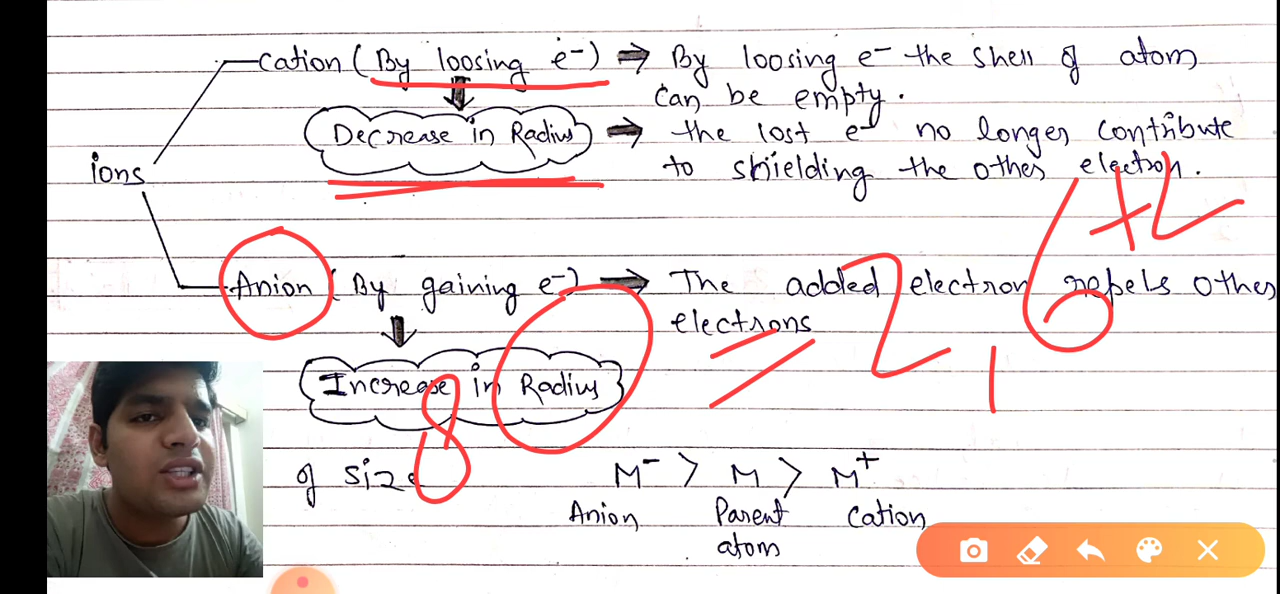 Cation (By loosing e-) ⇒ By loosing e- the shell of atom
can be empty.
Decrease in Radius ⇒ the lost e- no longer contribute
to shielding the other electron.
ions
+2
Anion (By gaining e-) ⇒ The added electron repels other
electrons
2,6
Increase in Radius
8
of size M- > M > M+
Anion Parent Cation
atom